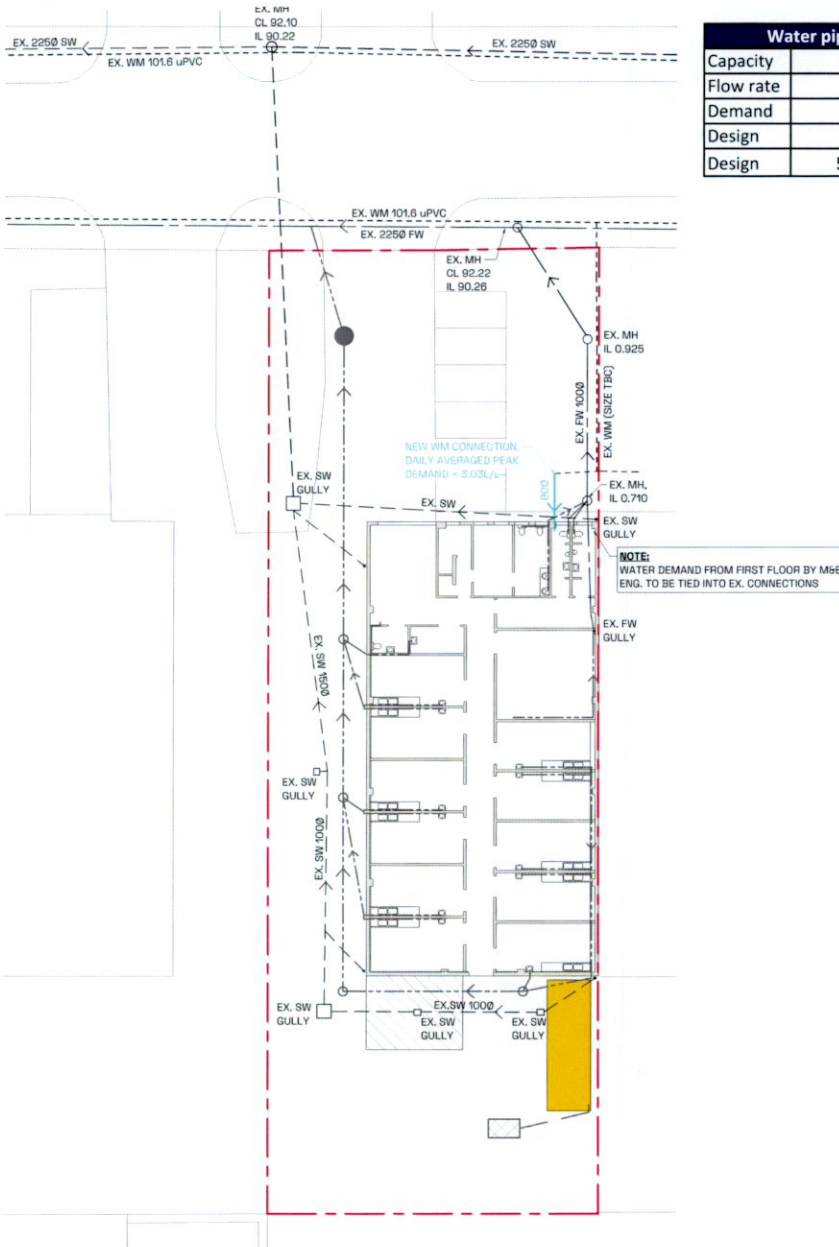 EX. MH
CL 92.10
IL 90.22
EX. 225Ø SW
EX. 225Ø SW
EX. WM 101.6 uPVC
Water pip
Capacity
Flow rate
Demand
Design
Design 5
EX. WM 101.6 uPVC
EX. 225Ø FW
EX. MH
CL 92.22
IL 90.26
EX. MH
IL 0.925
EX. FW 100Ø
EX. WM (SIZE TBC)
NEW WM CONNECTION.
DAILY AVERAGED PEAK
DEMAND = 3.03L/s
800
EX. SW
GULLY
EX. SW
EX. MH,
IL 0.710
EX. SW
GULLY
NOTE:
WATER DEMAND FROM FIRST FLOOR BY M&E
ENG. TO BE TIED INTO EX. CONNECTIONS
EX. FW
GULLY
EX. SW 150Ø
EX. SW
GULLY
EX. SW 100Ø
EX. SW
GULLY
EX.SW 100Ø
EX. SW
GULLY
EX. SW
GULLY